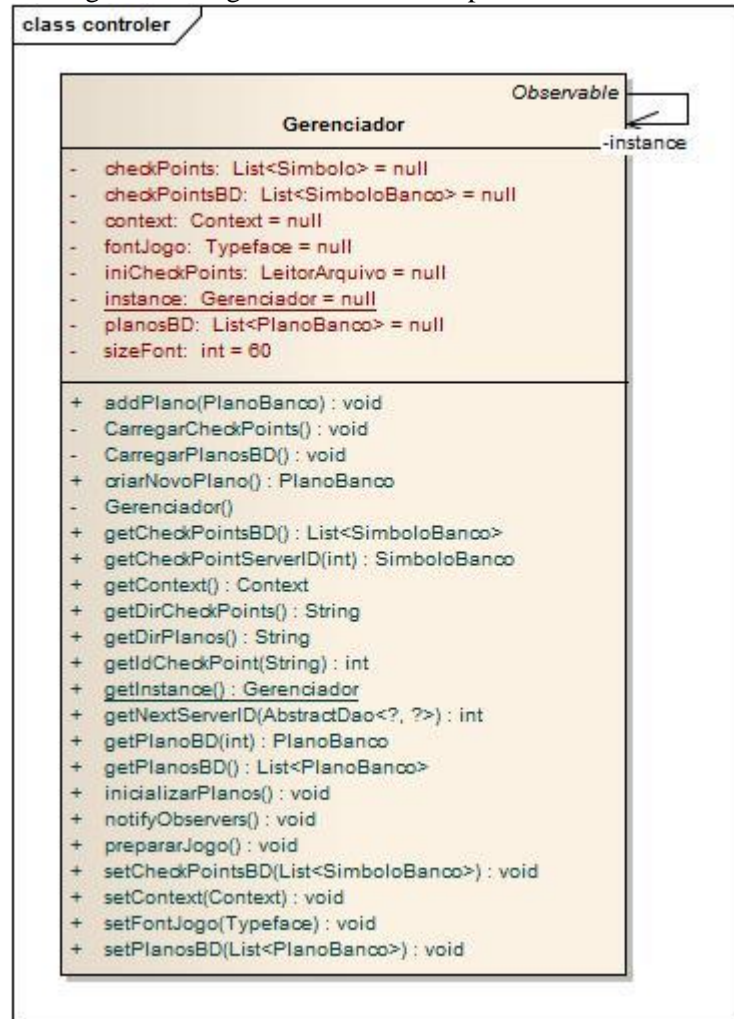 class controler
Observable
Gerenciador
-instance
- checkPoints: List<Simbolo> = null
- checkPointsBD: List<SimboloBanco> = null
- context: Context = null
- fontJogo: Typeface = null
- iniCheckPoints: LeitorArquivo = null
- instance: Gerenciador = null
- planosBD: List<PlanoBanco> = null
- sizeFont: int = 60
+ addPlano(PlanoBanco) : void
- CarregarCheckPoints() : void
- CarregarPlanosBD() : void
+ criarNovoPlano() : PlanoBanco
- Gerenciador()
+ getCheckPointsBD() : List<SimboloBanco>
+ getCheckPointServerID(int) : SimboloBanco
+ getContext() : Context
+ getDirCheckPoints() : String
+ getDirPlanos() : String
+ getIdCheckPoint(String) : int
+ getInstance() : Gerenciador
+ getNextServerID(AbstractDao<?, ?>) : int
+ getPlanoBD(int) : PlanoBanco
+ getPlanosBD() : List<PlanoBanco>
+ inicializarPlanos() : void
+ notifyObservers() : void
+ prepararJogo() : void
+ setCheckPointsBD(List<SimboloBanco>) : void
+ setContext(Context) : void
+ setFontJogo(Typeface) : void
+ setPlanosBD(List<PlanoBanco>) : void